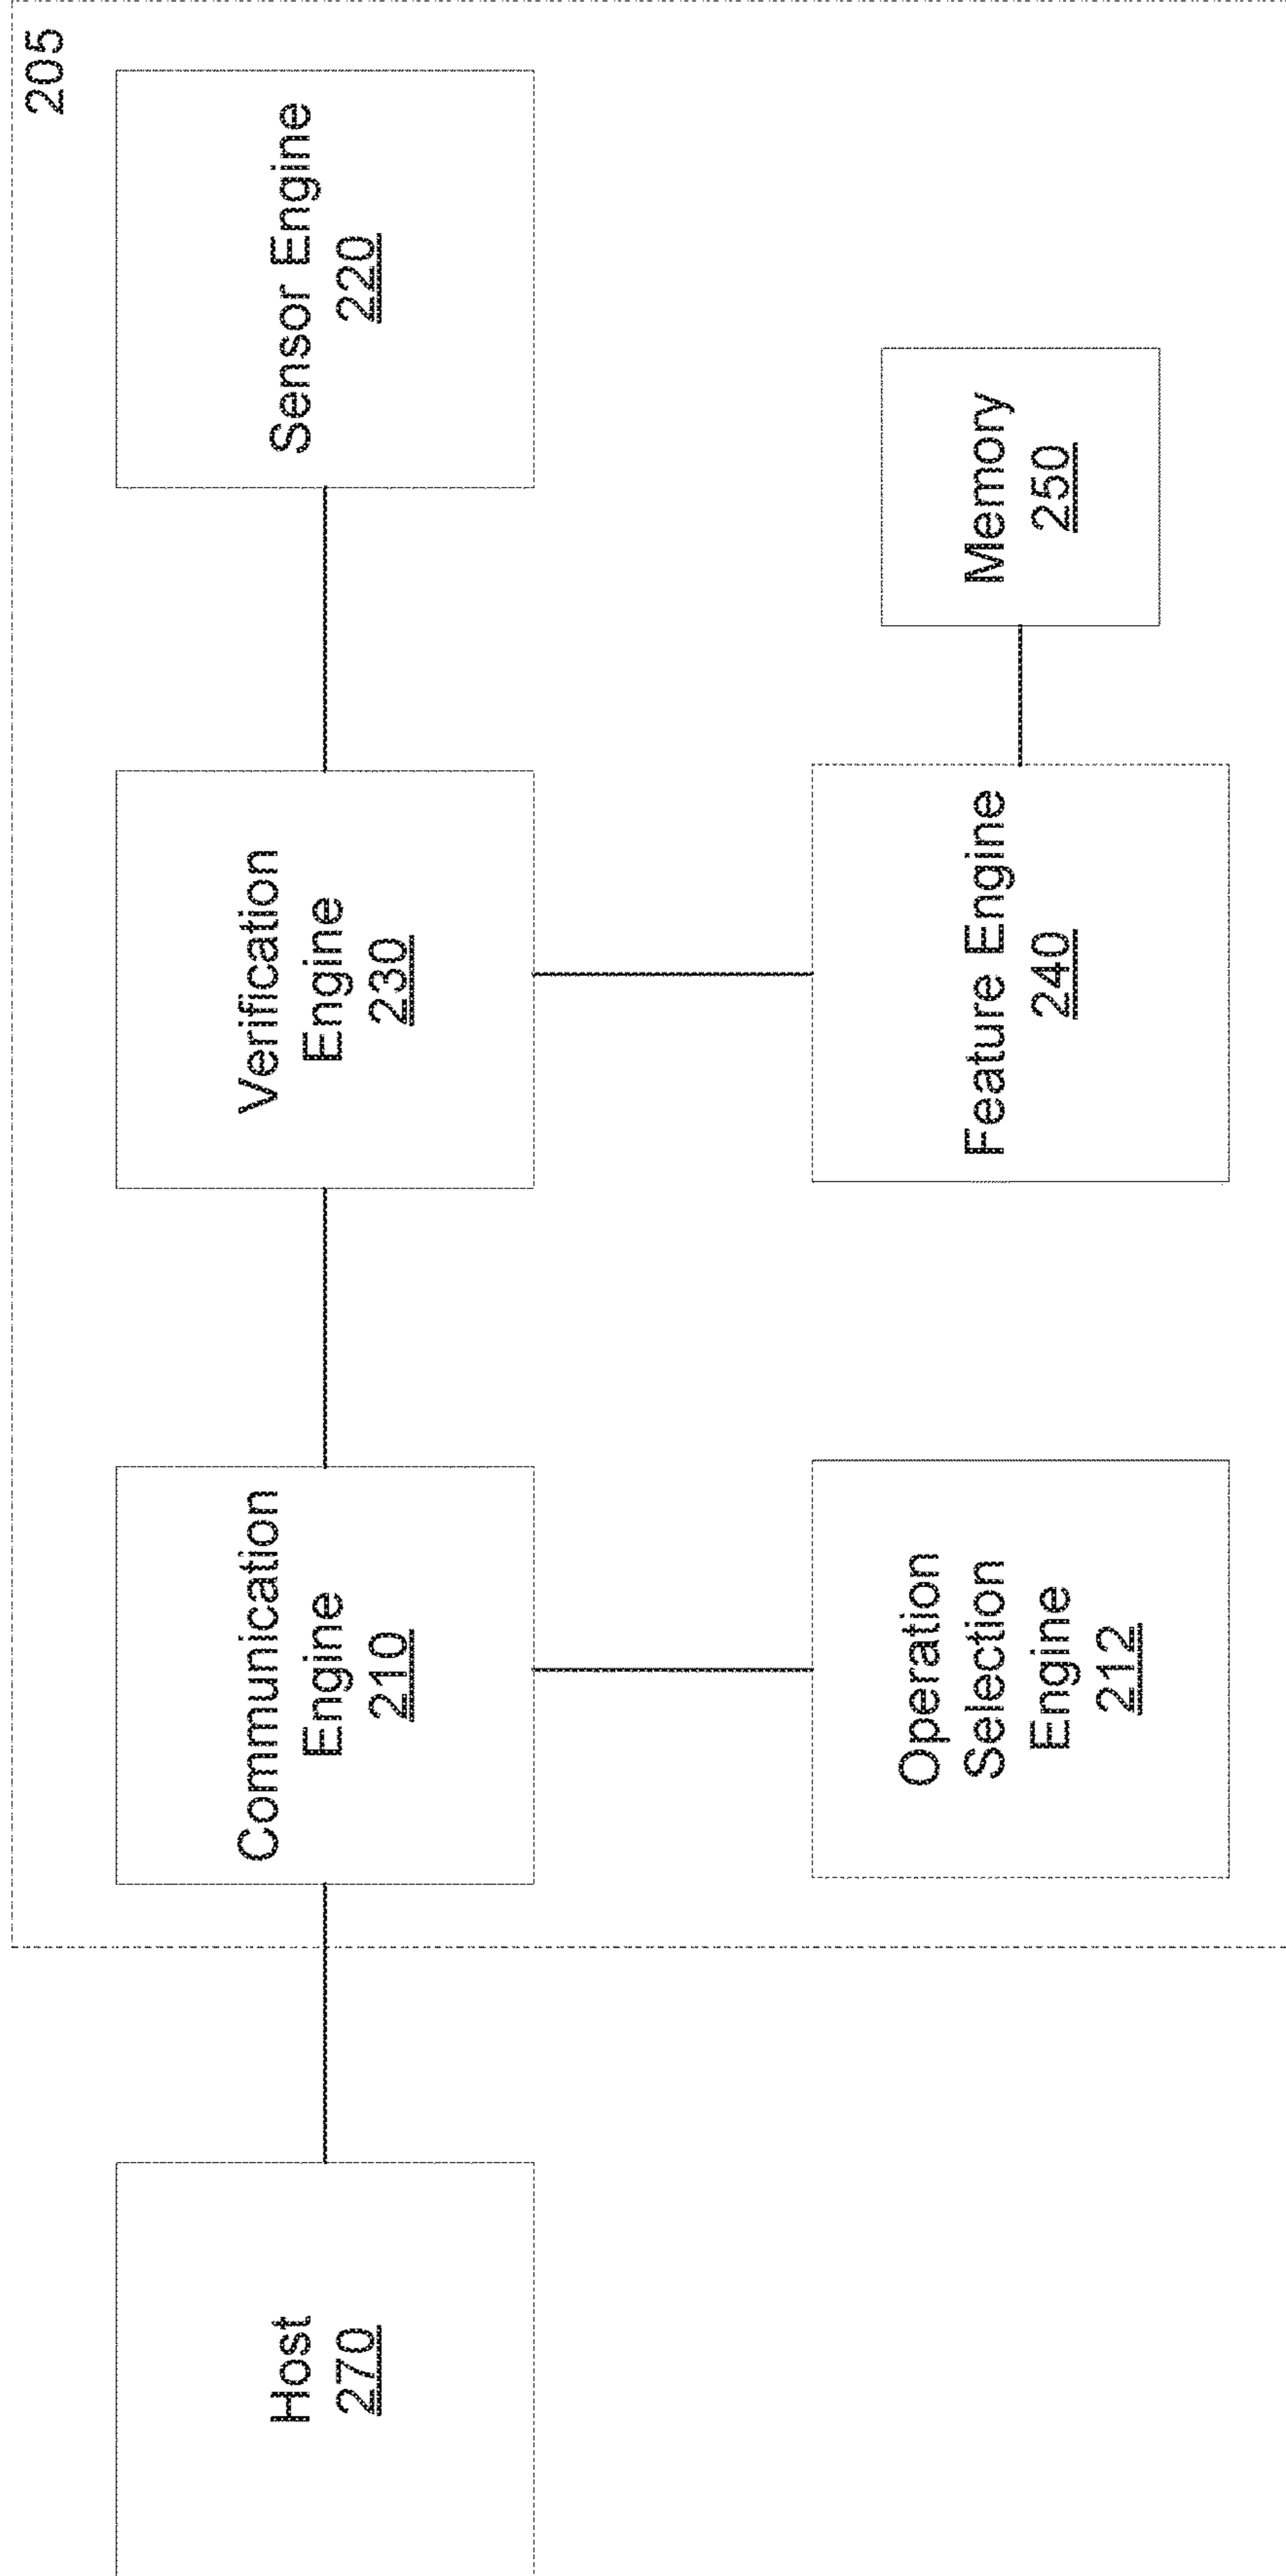 205
Host
270
Communication
Engine
210
Verification
Engine
230
Sensor Engine
220
Operation
Selection
Engine
212
Feature Engine
240
Memory
250